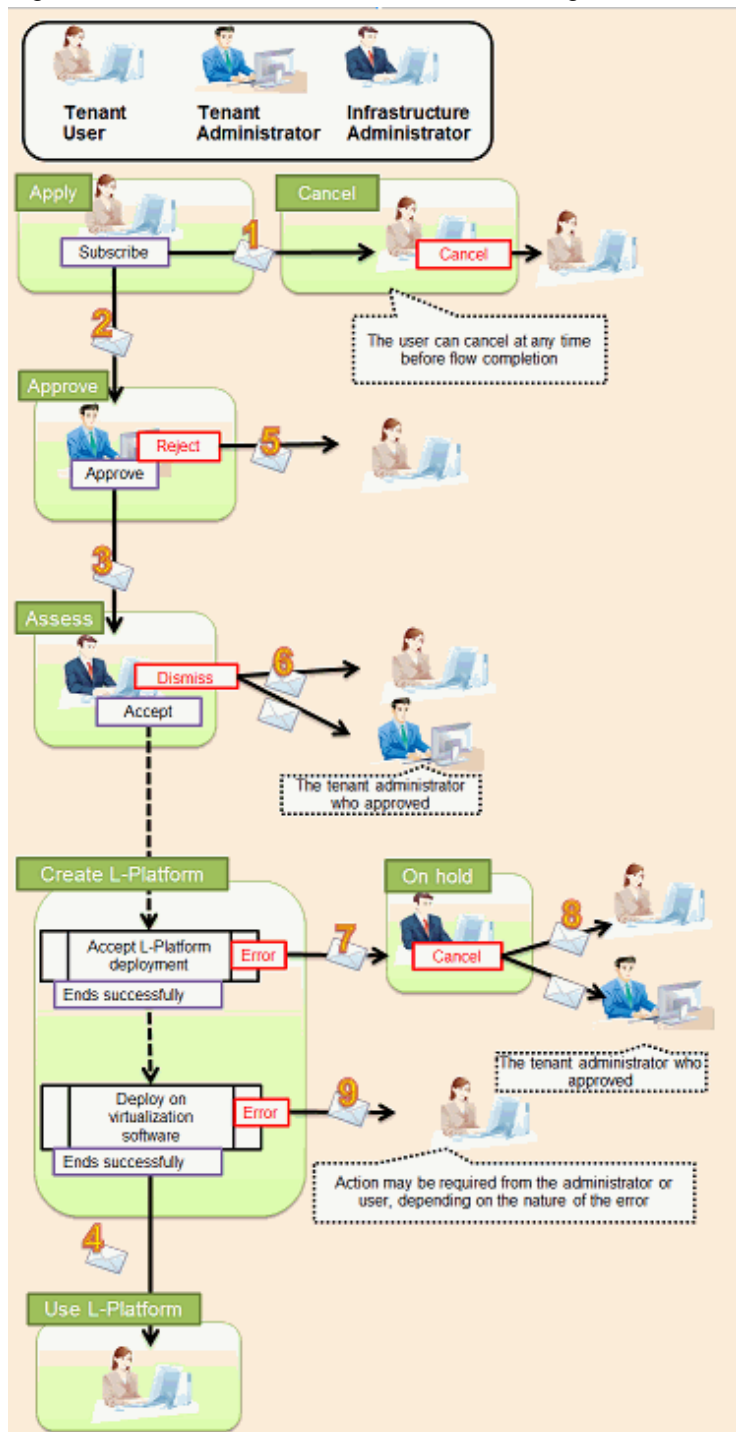 Tenant
User
Tenant
Administrator
Infrastructure
Administrator
Apply
Cancel
Subscribe
1
Cancel
2
The user can cancel at any time
before flow completion
Approve
Reject
5
Approve
3
Assess
Dismiss
6
Accept
The tenant administrator
who approved
Create L-Platform
On hold
Accept L-Platform
deployment
Error
7
Cancel
8
Ends successfully
The tenant administrator who
approved
Deploy on
virtualization
software
Error
9
Ends successfully
Action may be required from the administrator or
user, depending on the nature of the error
4
Use L-Platform